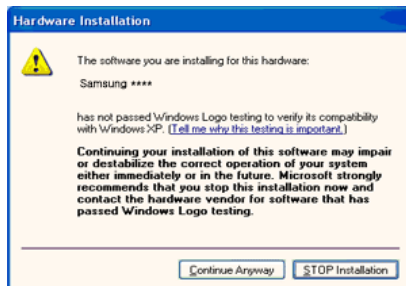 Hardware Installation
The software you are installing for this hardware:
Samsung ****
has not passed Windows Logo testing to verify its compatibility
with Windows XP. (Tell me why this testing is important.)
Continuing your installation of this software may impair
or destabilize the correct operation of your system
either immediately or in the future. Microsoft strongly
recommends that you stop this installation now and
contact the hardware vendor for software that has
passed Windows Logo testing.
Continue Anyway
STOP Installation